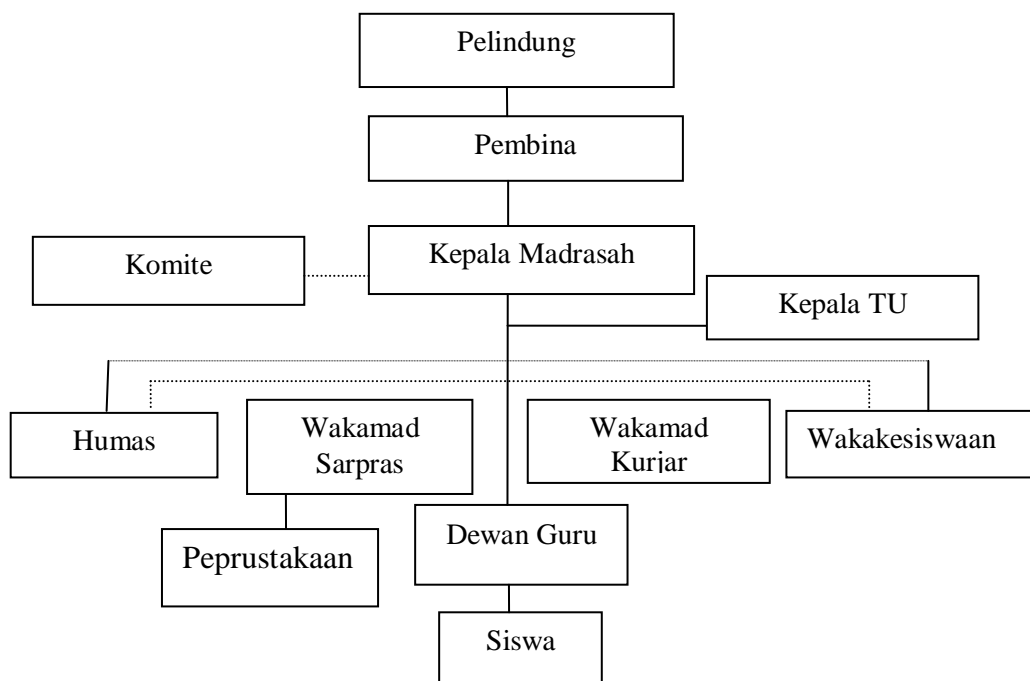 Pelindung
Pembina
Kepala Madrasah
Komite
Kepala TU
Humas
Wakamad
Sarpras
Wakamad
Kurjar
Wakakesiswaan
Peprustakaan
Dewan Guru
Siswa